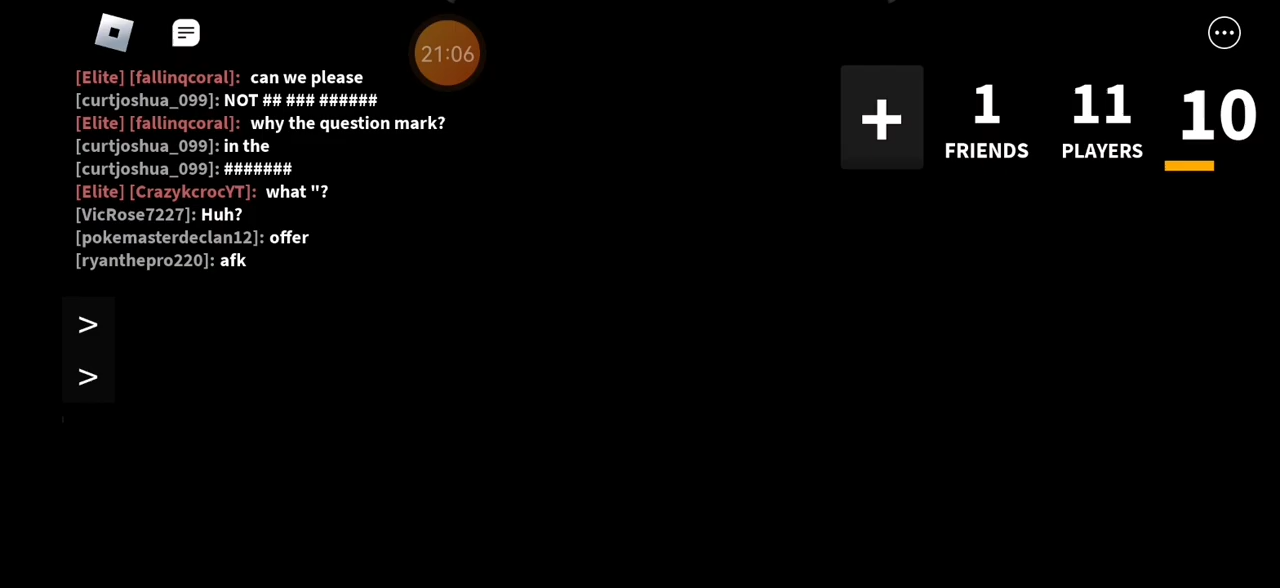 21:06
[Elite] [fallinqcoral]: can we please
[curtjoshua_099]: NOT ## ### ######
[Elite] [fallinqcoral]: why the question mark?
[curtjoshua_099]: in the
[curtjoshua_099]: #######
[Elite] [CrazykcrocYT]: what "?
[VicRose7227]: Huh?
[pokemasterdeclan12]: offer
[ryanthepro220]: afk
>
>
+
1
FRIENDS
11
PLAYERS
10